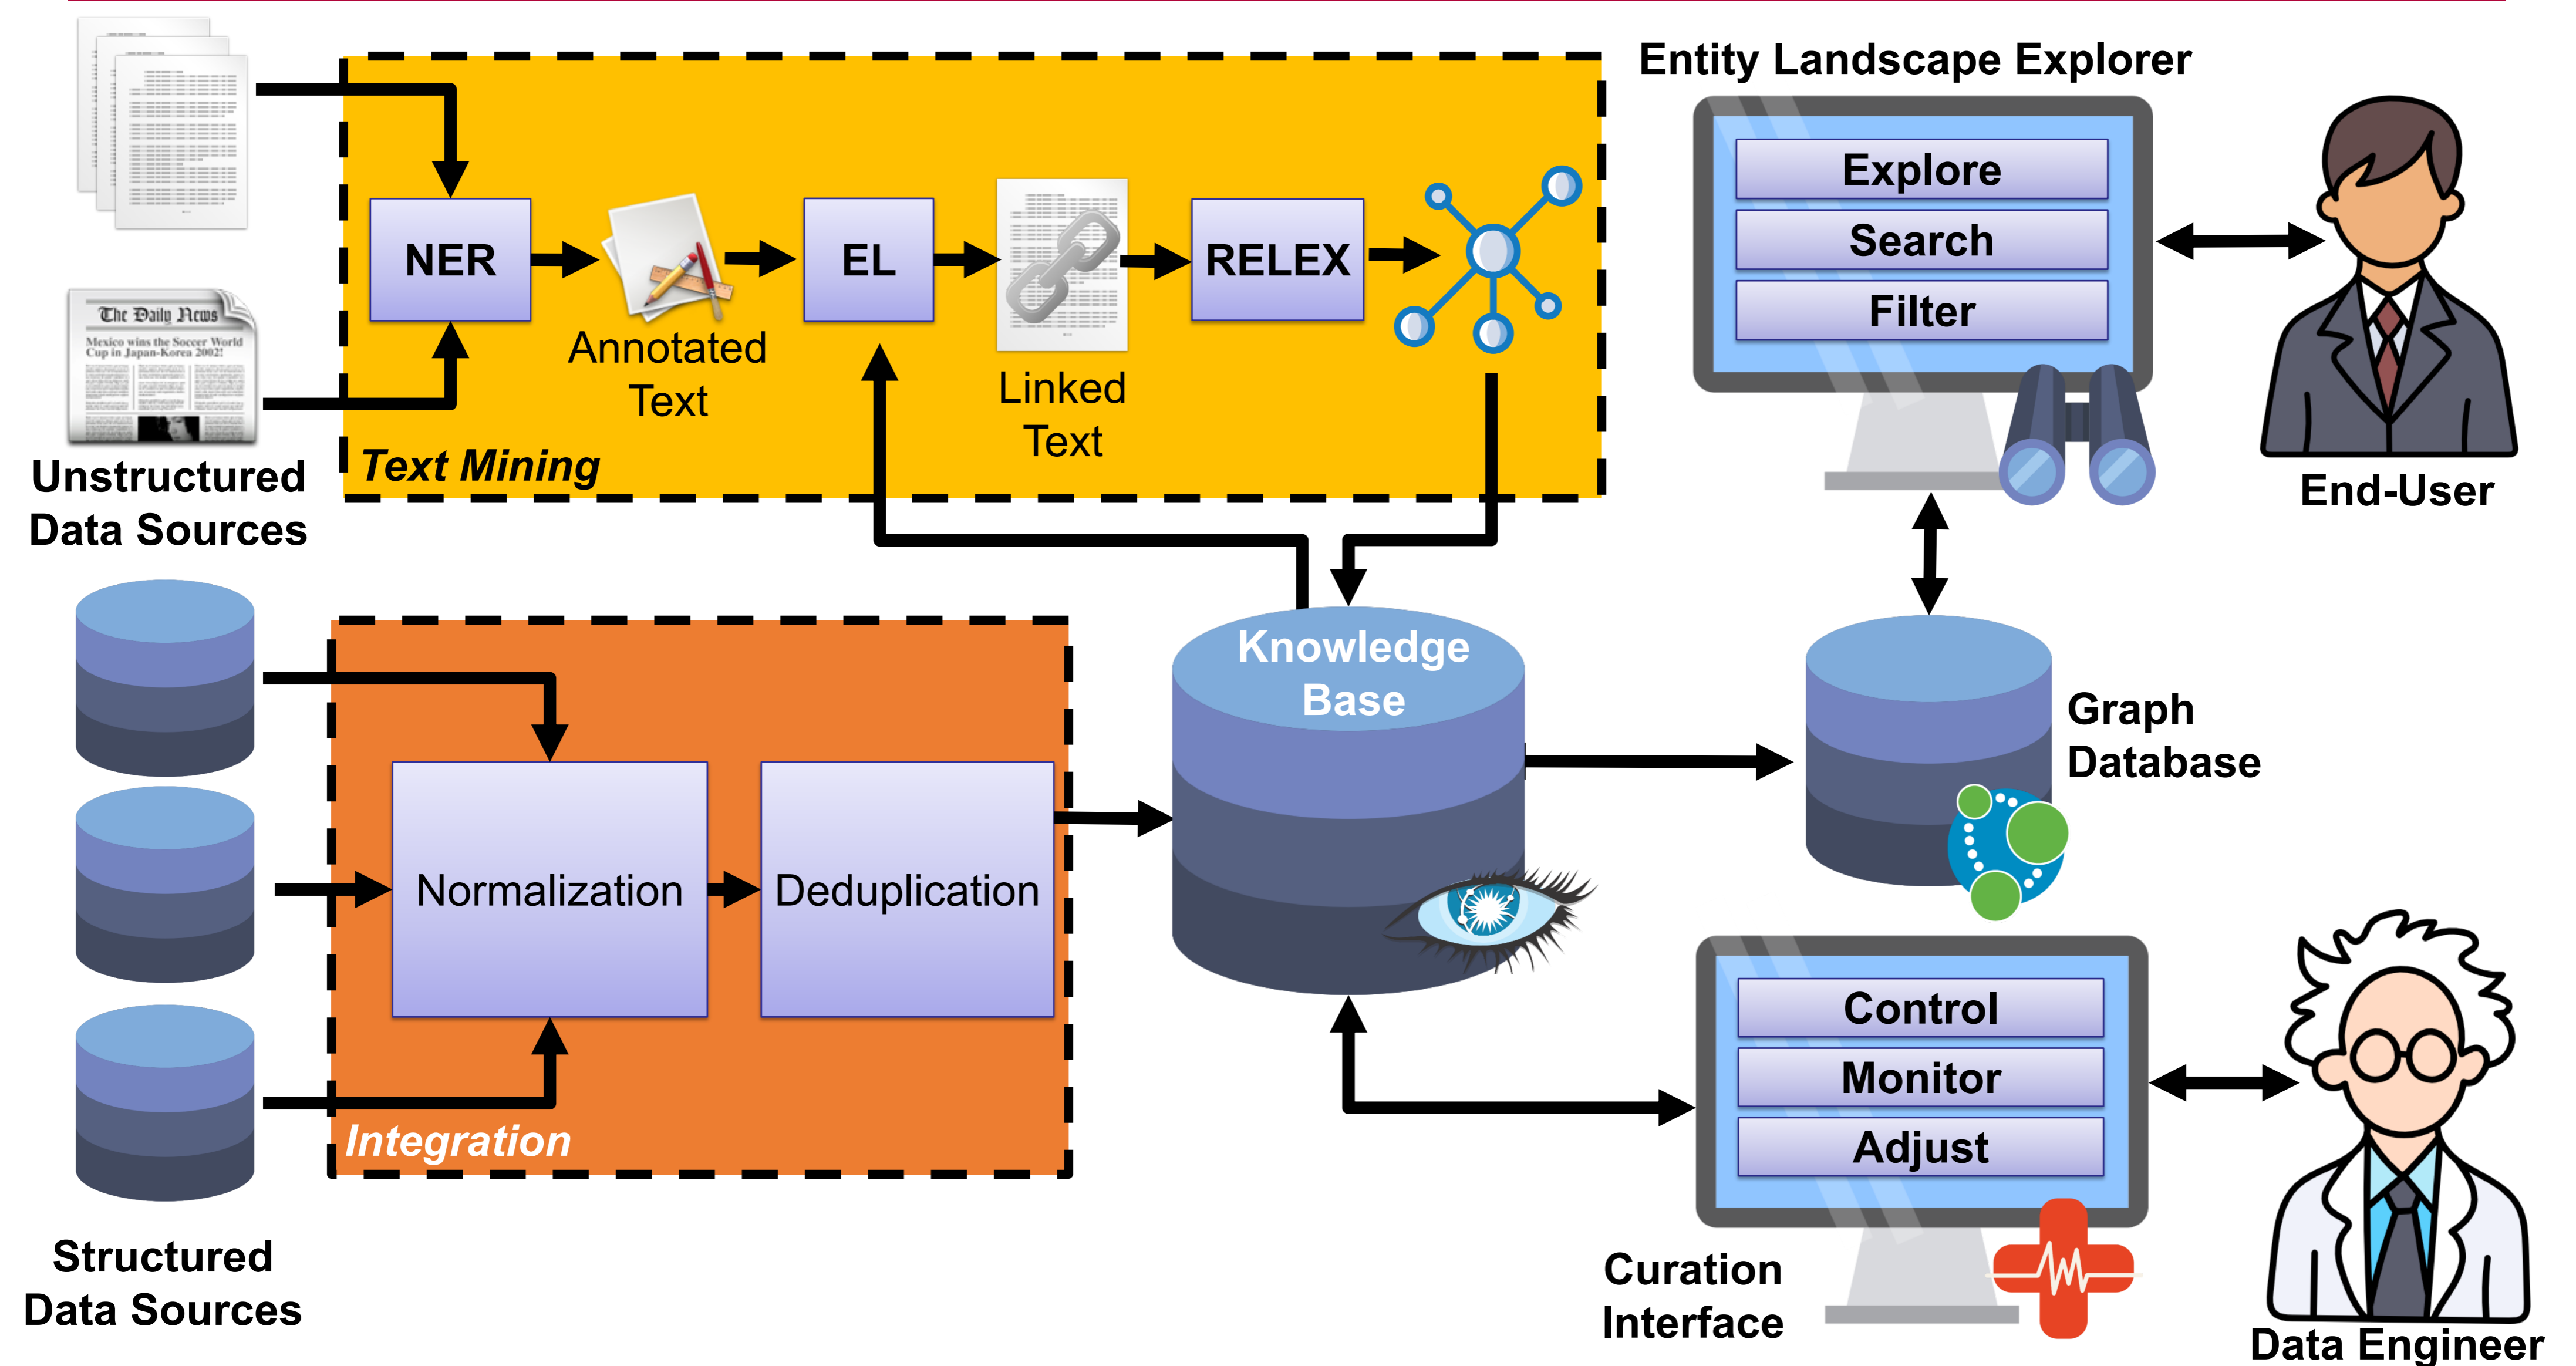 The Daily News
Mexico wins the Soccer World
Cup in Japan-Korea 2002!
Unstructured
Data Sources
NER
Annotated
Text
EL
Linked
Text
RELEX
Text Mining
Entity Landscape Explorer
Explore
Search
Filter
End-User
Structured
Data Sources
Normalization
Deduplication
Integration
Knowledge
Base
Graph
Database
Control
Monitor
Adjust
Curation
Interface
Data Engineer